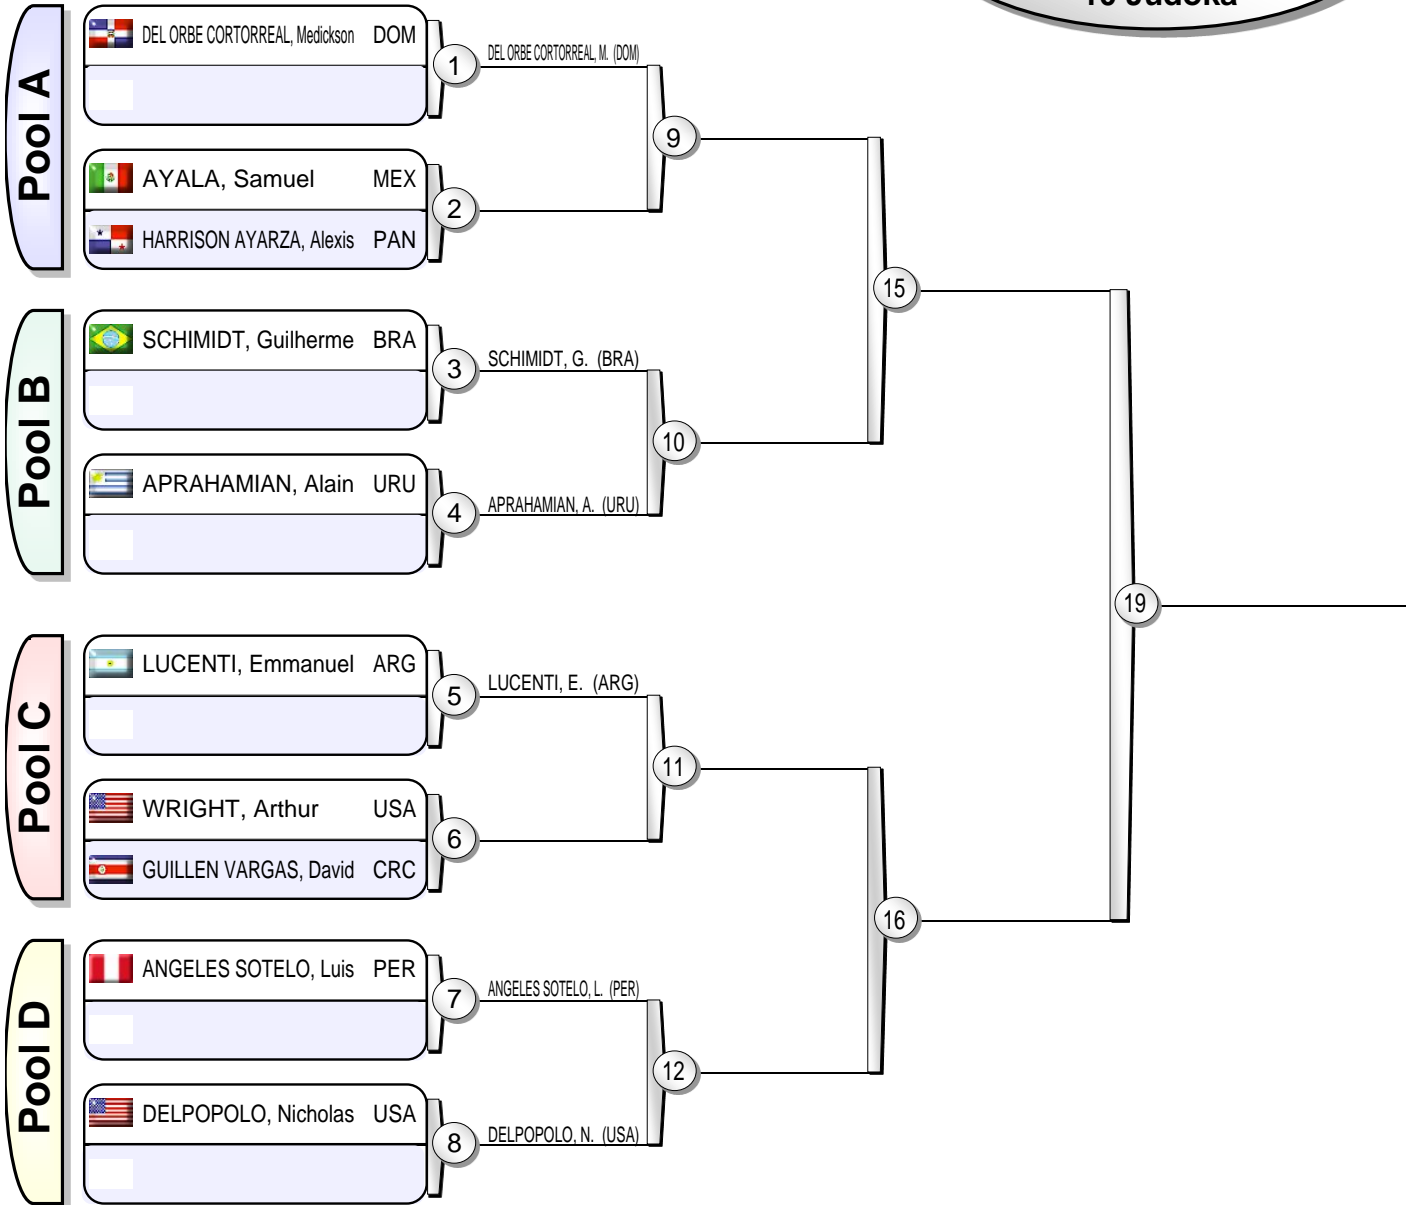 10 Judoka
Pool A
DEL ORBE CORTORREAL, Medickson DOM
1
DEL ORBE CORTORREAL, M. (DOM)
9
AYALA, Samuel MEX
2
HARRISON AYARZA, Alexis PAN
15
Pool B
SCHIMIDT, Guilherme BRA
3
SCHIMIDT, G. (BRA)
10
APRAHAMIAN, Alain URU
4
APRAHAMIAN, A. (URU)
19
Pool C
LUCENTI, Emmanuel ARG
5
LUCENTI, E. (ARG)
11
WRIGHT, Arthur USA
6
GUILLEN VARGAS, David CRC
16
Pool D
ANGELES SOTELO, Luis PER
7
ANGELES SOTELO, L. (PER)
12
DELPOPOLO, Nicholas USA
8
DELPOPOLO, N. (USA)